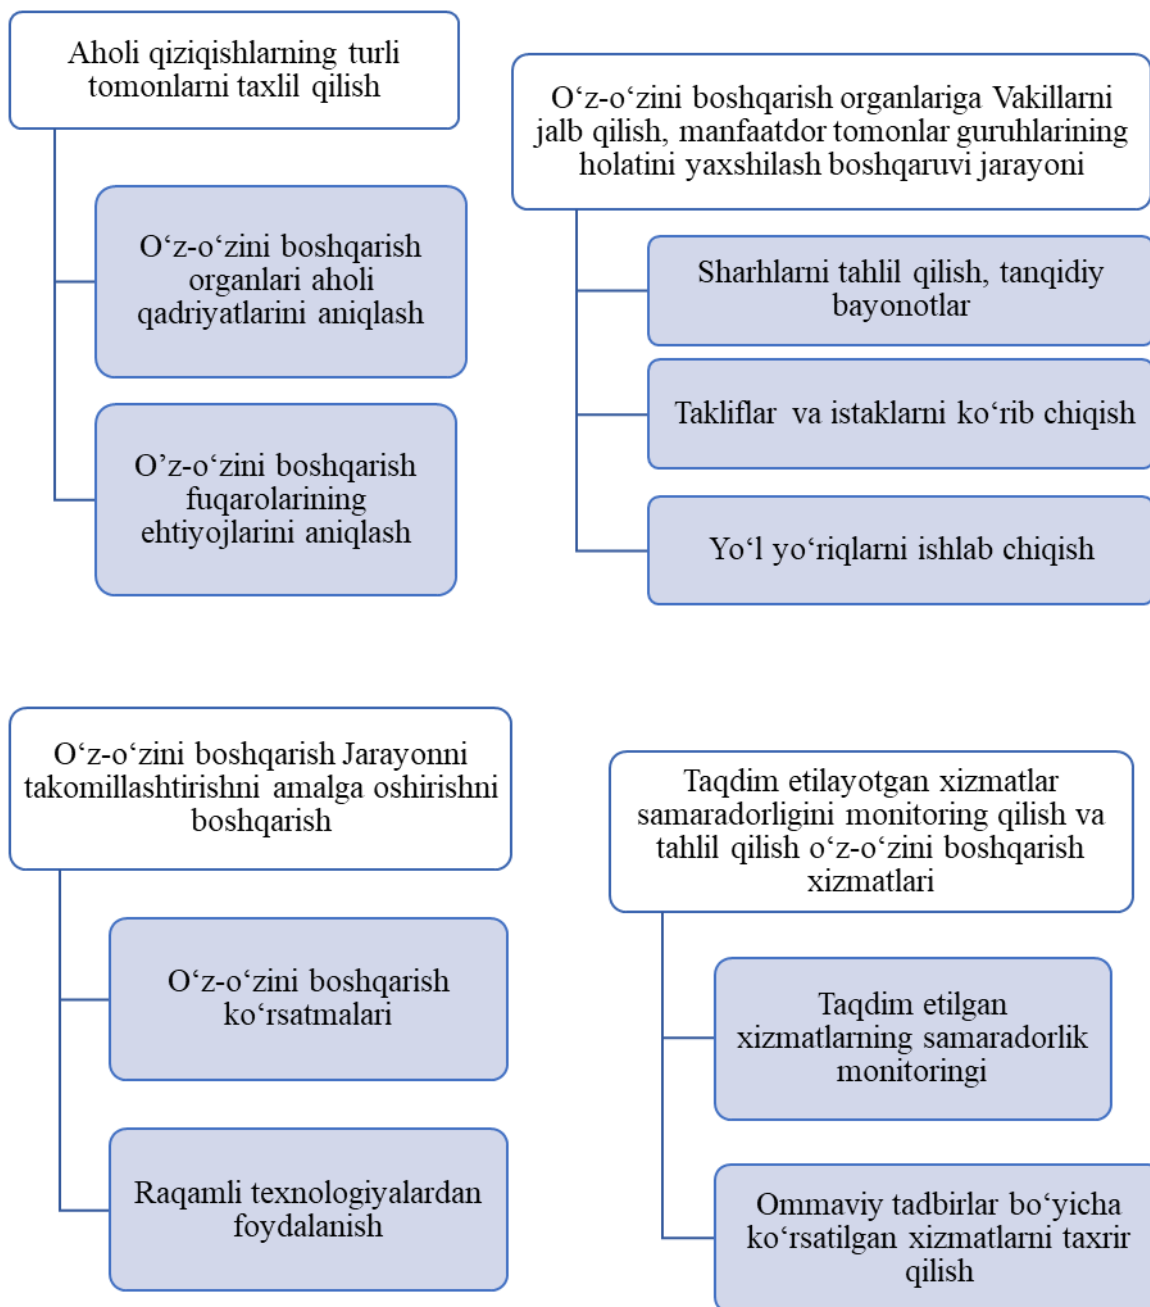 Aholi qiziqishlarning turli
tomonlarni taxlil qilish
O‘z-o‘zini boshqarish
organlari aholi
qadriyatlarini aniqlash
O’z-o‘zini boshqarish
fuqarolarining
ehtiyojlarini aniqlash
O‘z-o‘zini boshqarish organlariga Vakillarni
jalb qilish, manfaatdor tomonlar guruhlarining
holatini yaxshilash boshqaruvi jarayoni
Sharhlarni tahlil qilish, tanqidiy
bayonotlar
Takliflar va istaklarni ko‘rib chiqish
Yo‘l yo‘riqlarni ishlab chiqish
O‘z-o‘zini boshqarish Jarayonni
takomillashtirishni amalga oshirishni
boshqarish
O‘z-o‘zini boshqarish
ko‘rsatmalari
Raqamli texnologiyalardan
foydalanish
Taqdim etilayotgan xizmatlar
samaradorligini monitoring qilish va
tahlil qilish o‘z-o‘zini boshqarish
xizmatlari
Taqdim etilgan
xizmatlarning samaradorlik
monitoringi
Ommaviy tadbirlar bo‘yicha
ko‘rsatilgan xizmatlarni taxrir
qilish